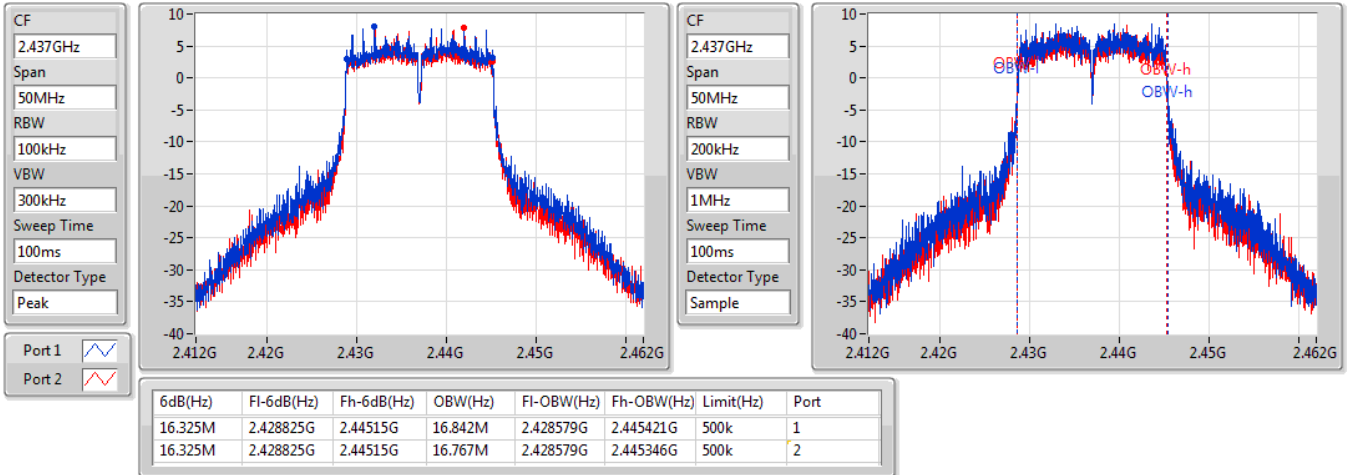 CF
2.437GHz
Span
50MHz
RBW
100kHz
VBW
300kHz
Sweep Time
100ms
Detector Type
Peak
Port 1
Port 2
10-
5-
0-
-5-
-10-
-15-
-20-
-25-
-30-
-35-
-40-
2.412G 2.42G 2.43G 2.44G 2.45G 2.462G
CF
2.437GHz
Span
50MHz
RBW
200kHz
VBW
1MHz
Sweep Time
100ms
Detector Type
Sample
10-
5-
0-
-5-
-10-
-15-
-20-
-25-
-30-
-35-
-40-
OBW-l
OBW-h
OBW-h
2.412G 2.42G 2.43G 2.44G 2.45G 2.462G
6dB(Hz) Fl-6dB(Hz) Fh-6dB(Hz) OBW(Hz) Fl-OBW(Hz) Fh-OBW(Hz) Limit(Hz) Port
16.325M 2.428825G 2.44515G 16.842M 2.428579G 2.445421G 500k 1
16.325M 2.428825G 2.44515G 16.767M 2.428579G 2.445346G 500k 2